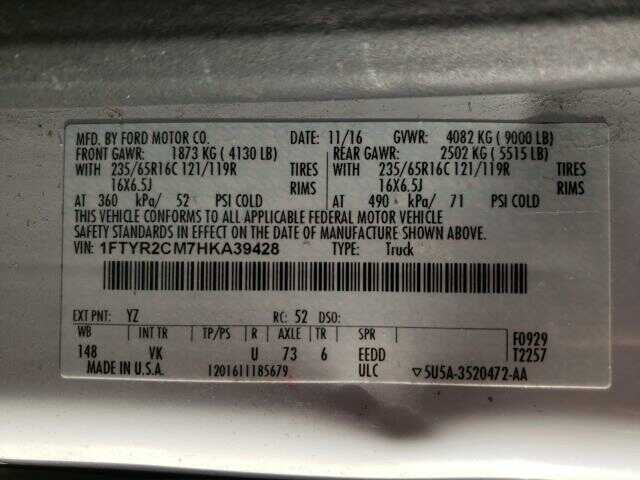 MFD. BY FORD MOTOR CO. DATE: 11/16 GVWR: 4082 KG ( 9000 LB)
FRONT GAWR: 1873 KG ( 4130 LB) REAR GAWR: 2502 KG ( 5515 LB)
WITH 235/65R16C 121/119R TIRES WITH 235/65R16C 121/119R TIRES
16X6.5J RIMS 16X6.5J RIMS
AT 360 kPa/ 52 PSI COLD AT 490 kPa/ 71 PSI COLD
THIS VEHICLE CONFORMS TO ALL APPLICABLE FEDERAL MOTOR VEHICLE
SAFETY STANDARDS IN EFFECT ON THE DATE OF MANUFACTURE SHOWN ABOVE.
VIN: 1FTYR2CM7HKA39428 TYPE: Truck
EXT PNT: YZ RC: 52 DSO:
WB INT TR TP/PS R AXLE TR SPR F0929
148 VK U 73 6 EEDD T2257
MADE IN U.S.A. 1201611185679 ULC 5U5A-3520472-AA